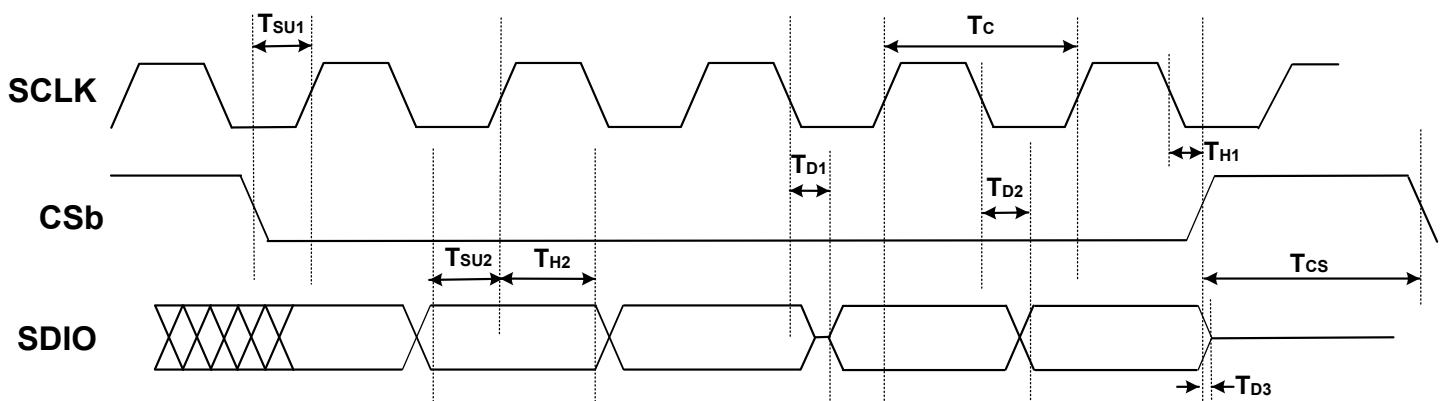 TSU1
TC
SCLK
TD1
TH1
TD2
CSb
TSU2
TH2
TCS
SDIO
TD3